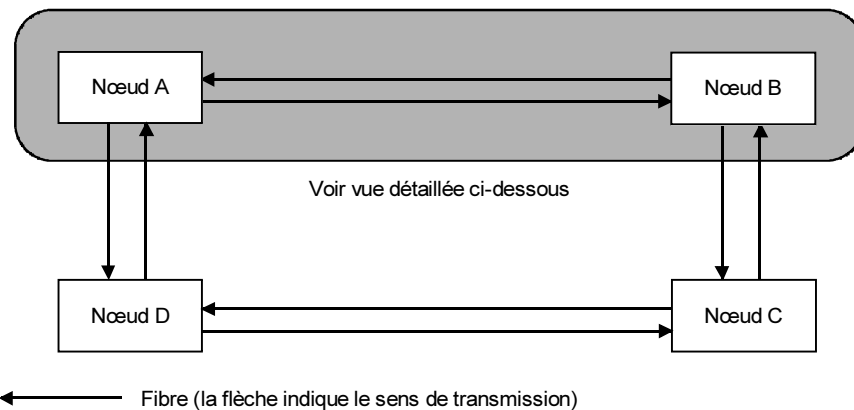 Nœud A
Nœud B
Voir vue détaillée ci-dessous
Nœud D
Nœud C
Fibre (la flèche indique le sens de transmission)